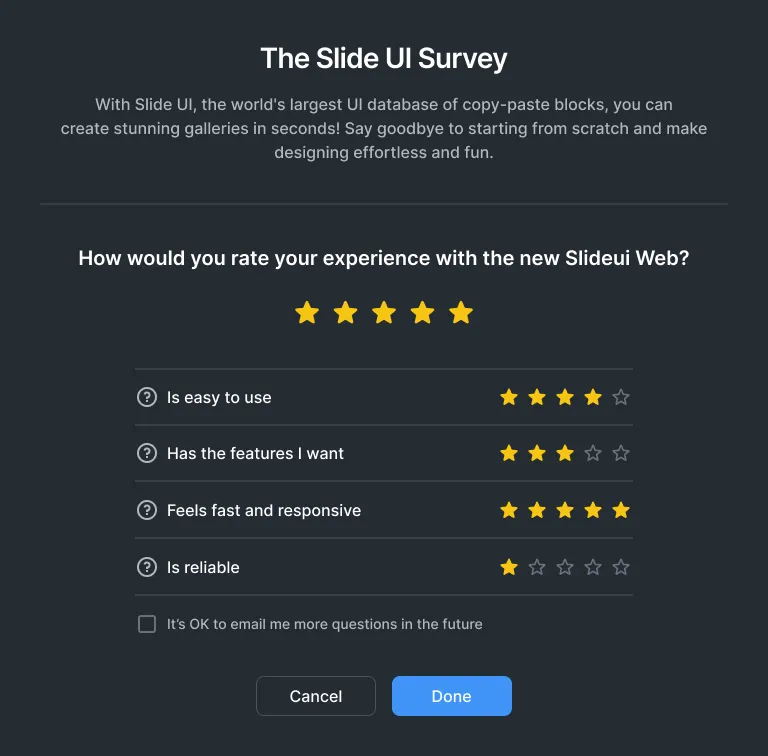 The Slide UI Survey
With Slide UI, the world's largest UI database of copy-paste blocks, you can
create stunning galleries in seconds! Say goodbye to starting from scratch and make
designing effortless and fun.
How would you rate your experience with the new Slideui Web?
Is easy to use
Has the features I want
Feels fast and responsive
Is reliable
It’s OK to email me more questions in the future
Cancel
Done